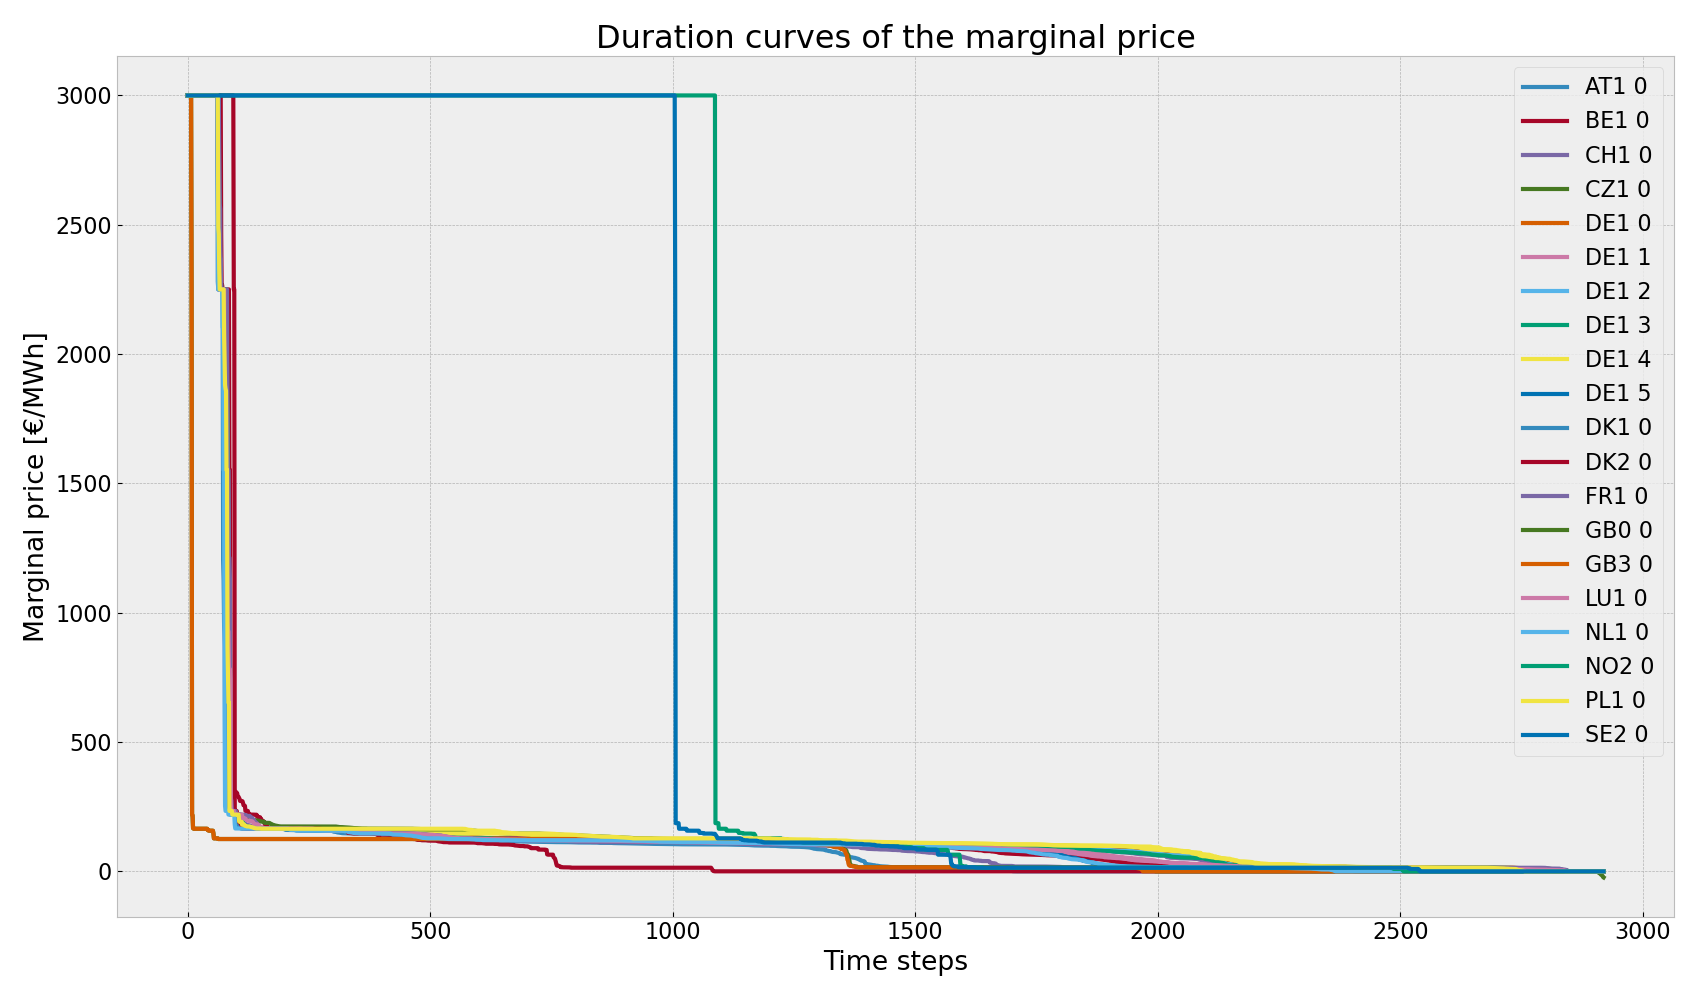 Duration curves of the marginal price
Marginal price [€/MWh]
3000
2500
2000
1500
1000
500
0
0
500
1000
1500
2000
2500
3000
Time steps
AT1 0
BE1 0
CH1 0
CZ1 0
DE1 0
DE1 1
DE1 2
DE1 3
DE1 4
DE1 5
DK1 0
DK2 0
FR1 0
GB0 0
GB3 0
LU1 0
NL1 0
NO2 0
PL1 0
SE2 0